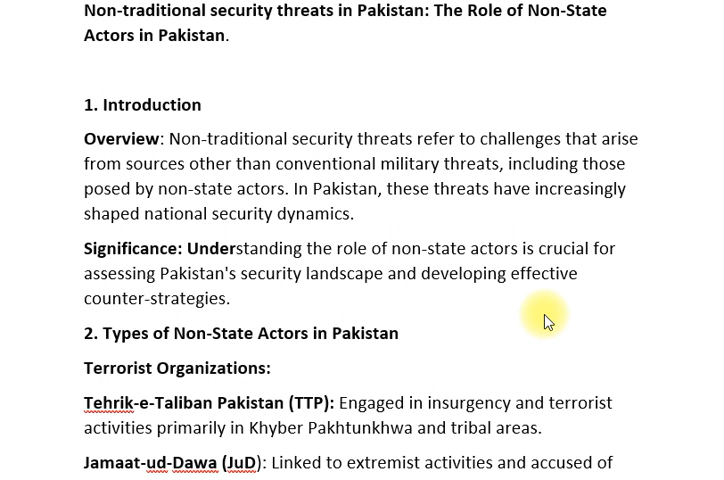 Non-traditional security threats in Pakistan: The Role of Non-State
Actors in Pakistan.
1. Introduction
Overview: Non-traditional security threats refer to challenges that arise
from sources other than conventional military threats, including those
posed by non-state actors. In Pakistan, these threats have increasingly
shaped national security dynamics.
Significance: Understanding the role of non-state actors is crucial for
assessing Pakistan's security landscape and developing effective
counter-strategies.
2. Types of Non-State Actors in Pakistan
Terrorist Organizations:
Tehrik-e-Taliban Pakistan (TTP): Engaged in insurgency and terrorist
activities primarily in Khyber Pakhtunkhwa and tribal areas.
Jamaat-ud-Dawa (JuD): Linked to extremist activities and accused of